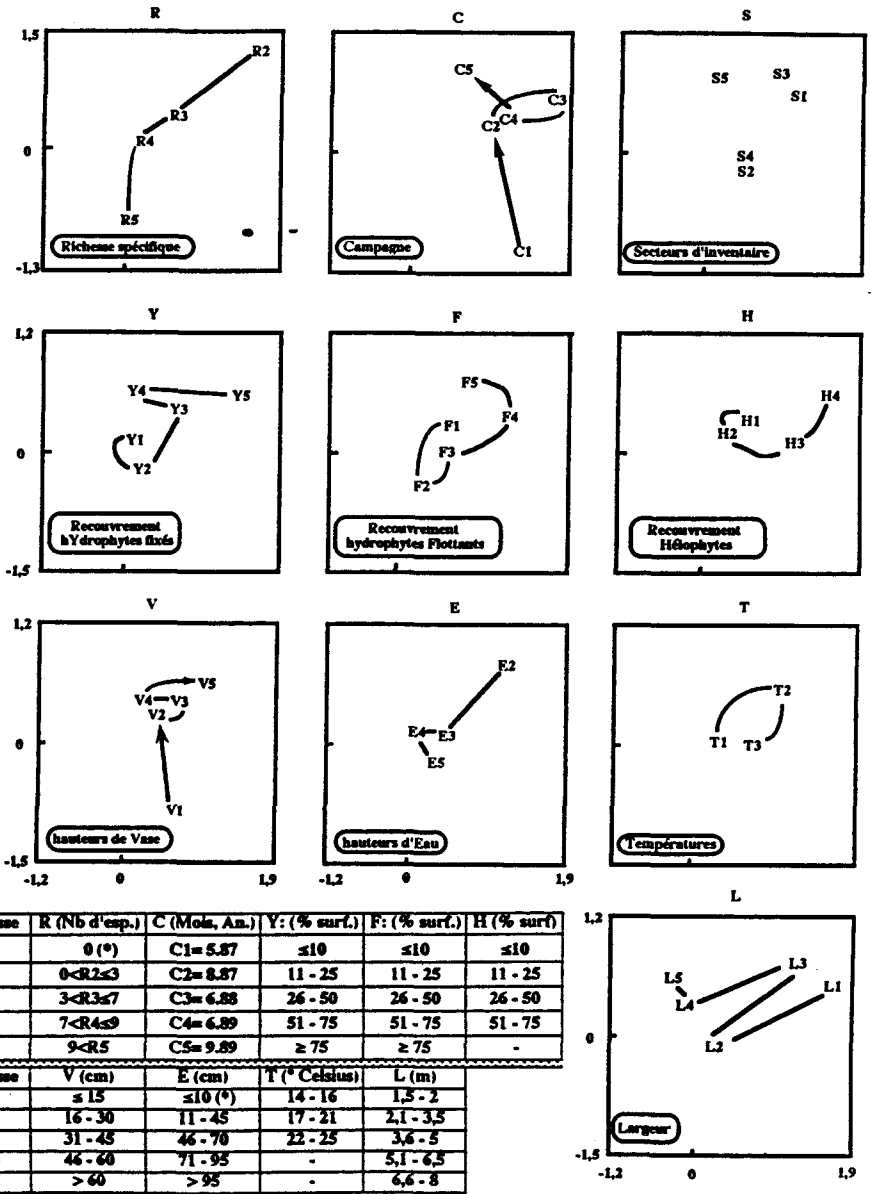 R
C
S
1,5
0
-1,3
R2
R3
R4
R5
Richesse spécifique
C5
C3
C2
C4
C1
Campagne
S5
S3
S1
S4
S2
Secteurs d'inventaire
Y
F
H
1,2
0
-1,5
Y4
Y5
Y3
Y1
Y2
Recouvrement
hYdrophytes fixés
F5
F4
F1
F3
F2
Recouvrement
hydrophytes Flottants
H4
H1
H2
H3
Recouvrement
Hélophytes
V
E
T
1,2
0
-1,5
V5
V4
V3
V2
V1
hauteurs de Vase
-1,2
0
1,9
E2
E4
E3
E5
hauteurs d'Eau
-1,2
0
1,9
T2
T1
T3
Températures
L
1,2
0
-1,5
L3
L5
L1
L4
L2
Largeur
-1,2
0
1,9
sse R (Nb d'esp.) C (Mois, An.) Y: (% surf.) F: (% surf.) H (% surf)
0 (*) C1= 5.87 ≤10 ≤10 ≤10
0<R2≤3 C2= 8.87 11 - 25 11 - 25 11 - 25
3<R3≤7 C3= 6.88 26 - 50 26 - 50 26 - 50
7<R4≤9 C4= 6.89 51 - 75 51 - 75 51 - 75
9<R5 C5= 9.89 ≥ 75 ≥ 75 -
sse V (cm) E (cm) T (° Celsius) L (m)
≤ 15 ≤10 (*) 14 - 16 1,5 - 2
16 - 30 11 - 45 17 - 21 2,1 - 3,5
31 - 45 46 - 70 22 - 25 3,6 - 5
46 - 60 71 - 95 - 5,1 - 6,5
> 60 > 95 - 6,6 - 8